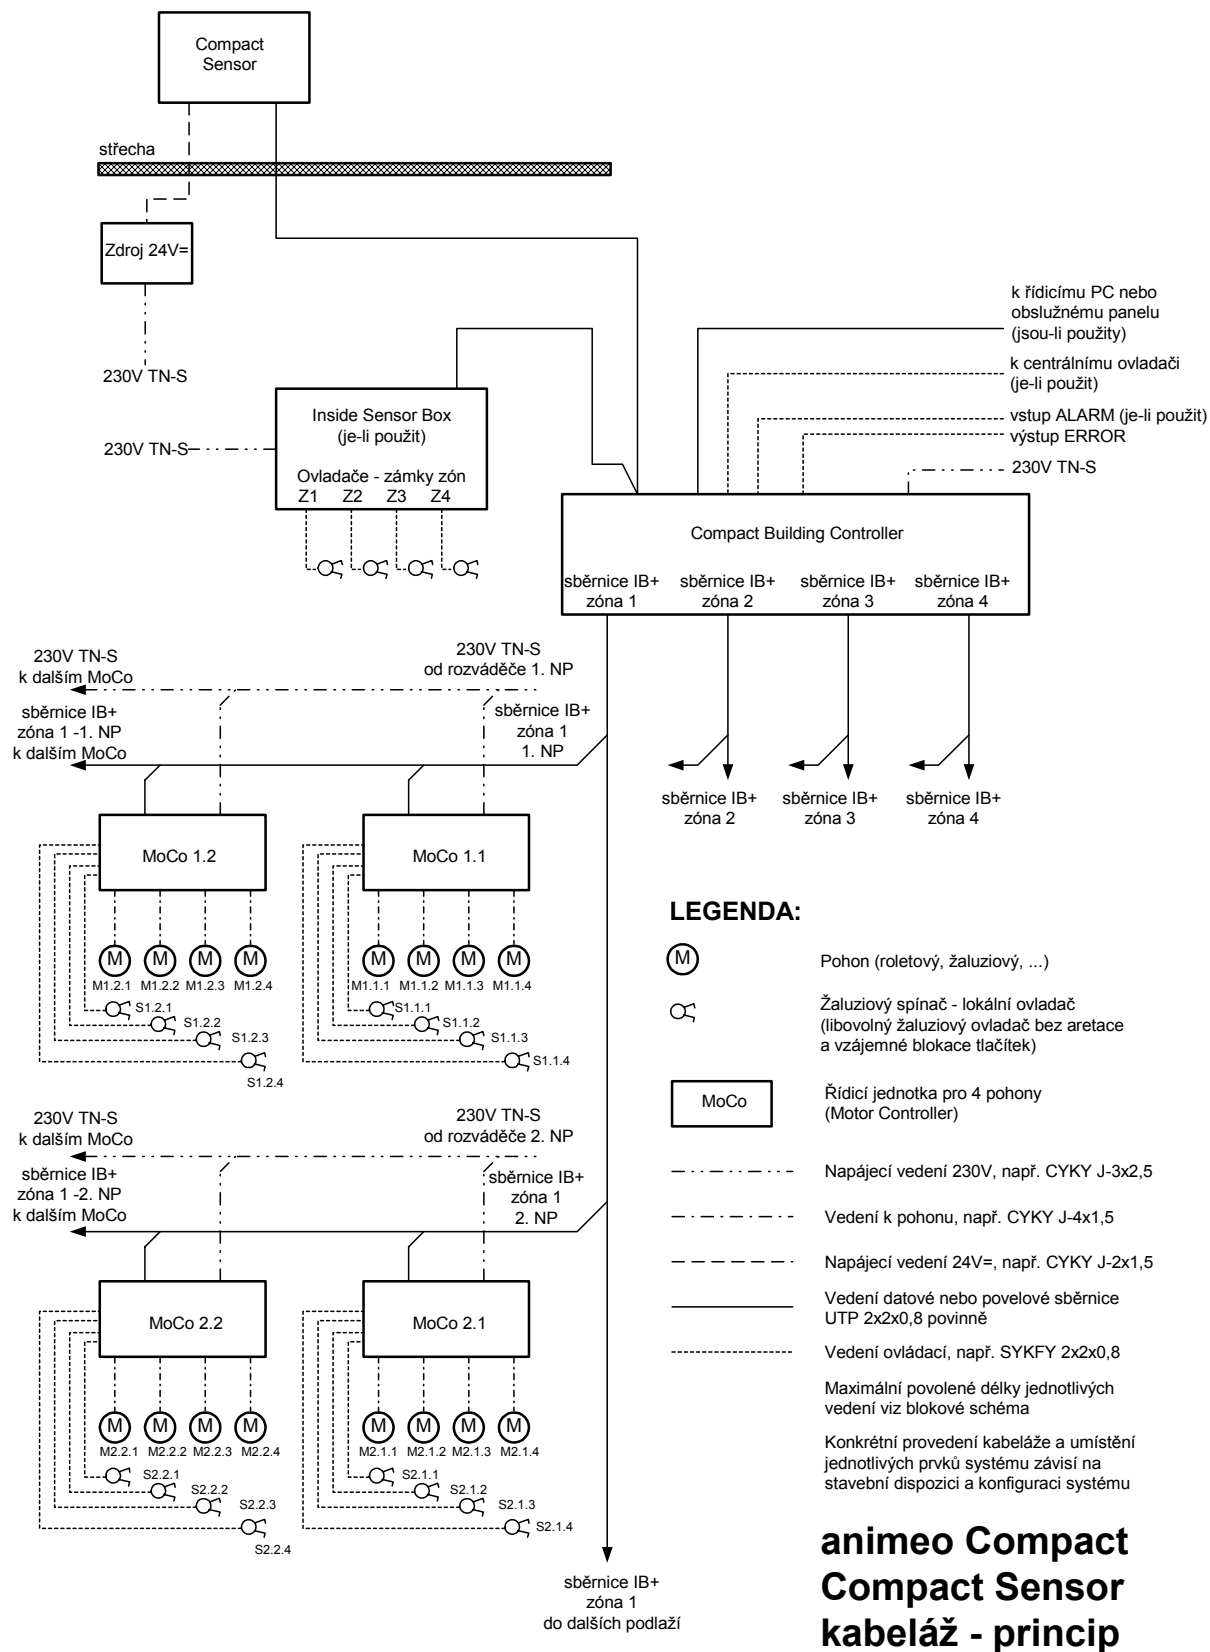 Compact
Sensor
střecha
Zdroj 24V=
230V TN-S
k řídicímu PC nebo
obslužnému panelu
(jsou-li použity)
k centrálnímu ovladači
(je-li použit)
vstup ALARM (je-li použit)
výstup ERROR
230V TN-S
Inside Sensor Box
(je-li použit)
230V TN-S
Ovladače - zámky zón
Z1 Z2 Z3 Z4
Compact Building Controller
sběrnice IB+
zóna 1
sběrnice IB+
zóna 2
sběrnice IB+
zóna 3
sběrnice IB+
zóna 4
230V TN-S
k dalším MoCo
230V TN-S
od rozváděče 1. NP
sběrnice IB+
zóna 1 -1. NP
k dalším MoCo
sběrnice IB+
zóna 1
1. NP
sběrnice IB+
zóna 2
sběrnice IB+
zóna 3
sběrnice IB+
zóna 4
MoCo 1.2
MoCo 1.1
M M M M
M M M M
M1.2.1 M1.2.2 M1.2.3 M1.2.4
M1.1.1 M1.1.2 M1.1.3 M1.1.4
S1.2.1
S1.2.2
S1.2.3
S1.2.4
S1.1.1
S1.1.2
S1.1.3
S1.1.4
230V TN-S
k dalším MoCo
230V TN-S
od rozváděče 2. NP
sběrnice IB+
zóna 1 -2. NP
k dalším MoCo
sběrnice IB+
zóna 1
2. NP
MoCo 2.2
MoCo 2.1
M M M M
M M M M
M2.2.1 M2.2.2 M2.2.3 M2.2.4
M2.1.1 M2.1.2 M2.1.3 M2.1.4
S2.2.1
S2.2.2
S2.2.3
S2.2.4
S2.1.1
S2.1.2
S2.1.3
S2.1.4
sběrnice IB+
zóna 1
do dalších podlaží
LEGENDA:
M
Pohon (roletový, žaluziový, ...)
Žaluziový spínač - lokální ovladač
(libovolný žaluziový ovladač bez aretace
a vzájemné blokace tlačítek)
MoCo
Řídicí jednotka pro 4 pohony
(Motor Controller)
Napájecí vedení 230V, např. CYKY J-3x2,5
Vedení k pohonu, např. CYKY J-4x1,5
Napájecí vedení 24V=, např. CYKY J-2x1,5
Vedení datové nebo povelové sběrnice
UTP 2x2x0,8 povinně
Vedení ovládací, např. SYKFY 2x2x0,8
Maximální povolené délky jednotlivých
vedení viz blokové schéma
Konkrétní provedení kabeláže a umístění
jednotlivých prvků systému závisí na
stavební dispozici a konfiguraci systému
animeo Compact
Compact Sensor
kabeláž - princip